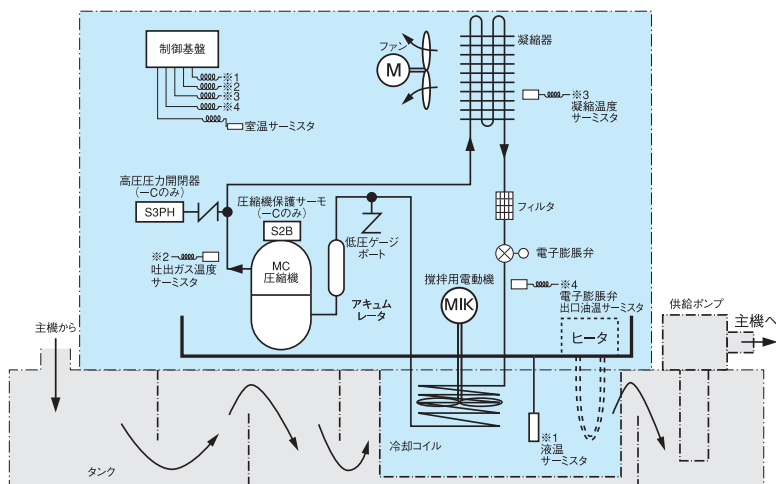 制御基盤
※1
※2
※3
※4
室温サーミスタ
ファン
M
凝縮器
※3
凝縮温度
サーミスタ
高圧圧力開閉器
(−Cのみ)
S3PH
圧縮機保護サーモ
(−Cのみ)
S2B
低圧ゲージ
ポート
フィルタ
※2
吐出ガス温度
サーミスタ
MC
圧縮機
アキュム
レータ
電子膨脹弁
撹拌用電動機
MIK
※4
電子膨脹弁
出口油温サーミスタ
ヒータ
供給ポンプ
主機へ
主機から
冷却コイル
※1
液温
サーミスタ
タンク